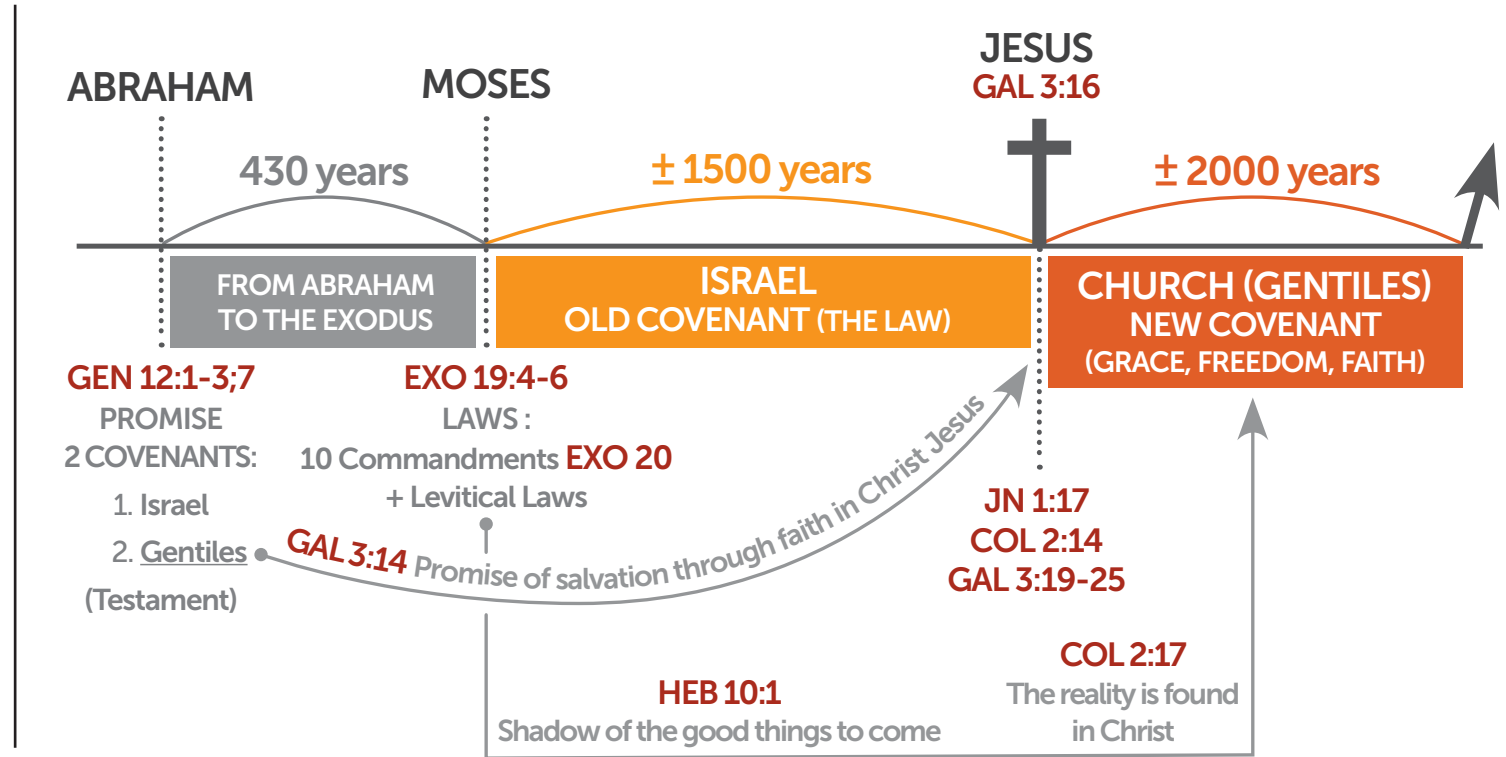 ABRAHAM
MOSES
JESUS
GAL 3:16
430 years
± 1500 years
± 2000 years
FROM ABRAHAM
TO THE EXODUS
ISRAEL
OLD COVENANT (THE LAW)
CHURCH (GENTILES)
NEW COVENANT
(GRACE, FREEDOM, FAITH)
GEN 12:1-3;7
PROMISE
2 COVENANTS:
1. Israel
2. Gentiles
(Testament)
EXO 19:4-6
LAWS :
10 Commandments EXO 20
+ Levitical Laws
GAL 3:14 Promise of salvation through faith in Christ Jesus
JN 1:17
COL 2:14
GAL 3:19-25
HEB 10:1
Shadow of the good things to come
COL 2:17
The reality is found
in Christ